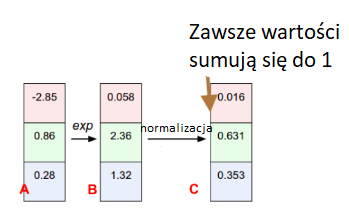 Zawsze wartości
sumują się do 1
-2.85
0.86
0.28
A
exp
0.058
2.36
1.32
B
normalizacja
0.016
0.631
0.353
C